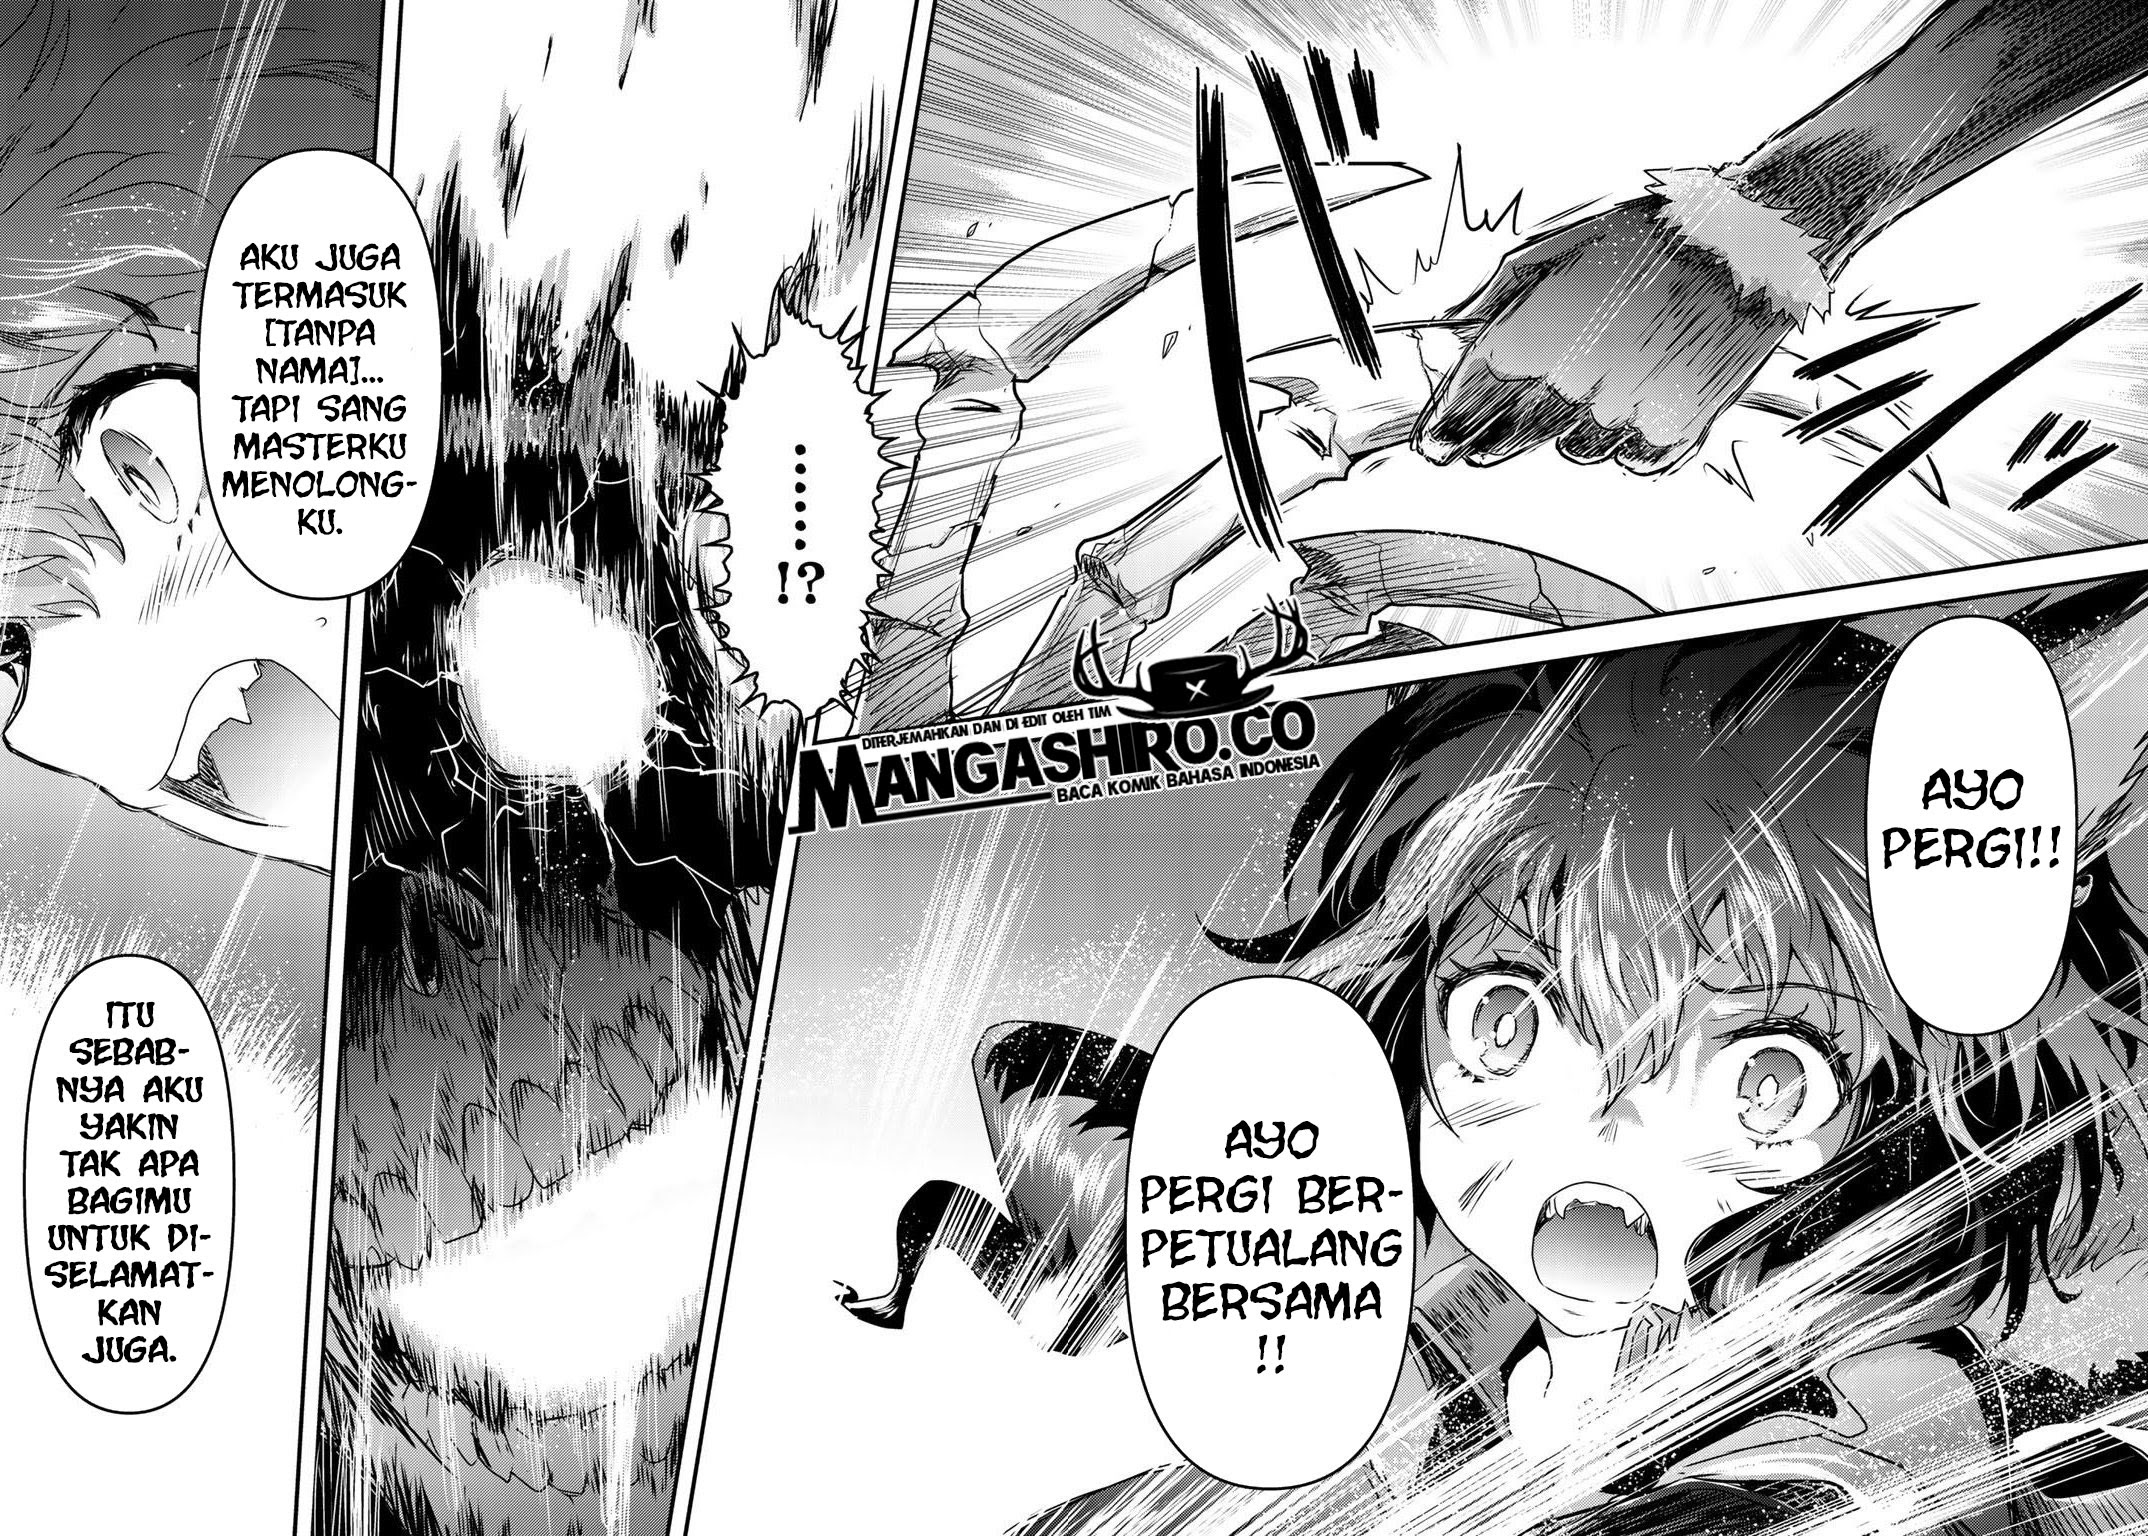 AYO
PERGI!!
AYO
PERGI BER-
PETUALANG
BERSAMA
!!
........
!?
AKU JUGA
TERMASUK
[TANPA
NAMA]...
TAPI SANG
MASTERKU
MENOLONG-
KU.
ITU
SEBAB-
NYA AKU
YAKIN
TAK APA
BAGIMU
UNTUK DI-
SELAMAT-
KAN
JUGA.
DITERJEMAHKAN DAN DI EDIT OLEH TIM
MANGASHIRO.CO
BACA KOMIK BAHASA INDONESIA